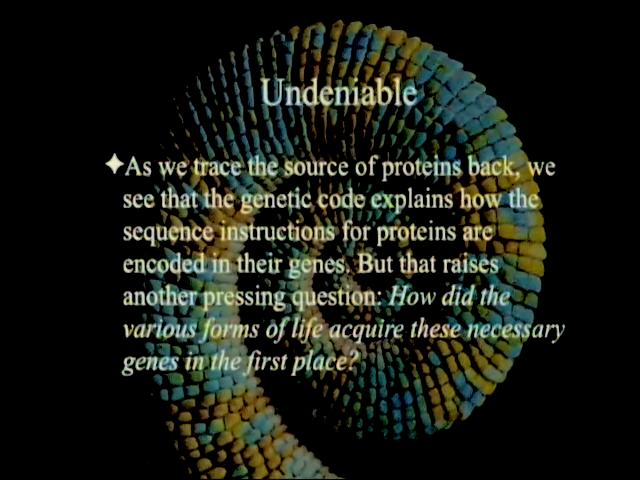 Undeniable
✦As we trace the source of proteins back, we
see that the genetic code explains how the
sequence instructions for proteins are
encoded in their genes. But that raises
another pressing question: How did the
various forms of life acquire these necessary
genes in the first place?